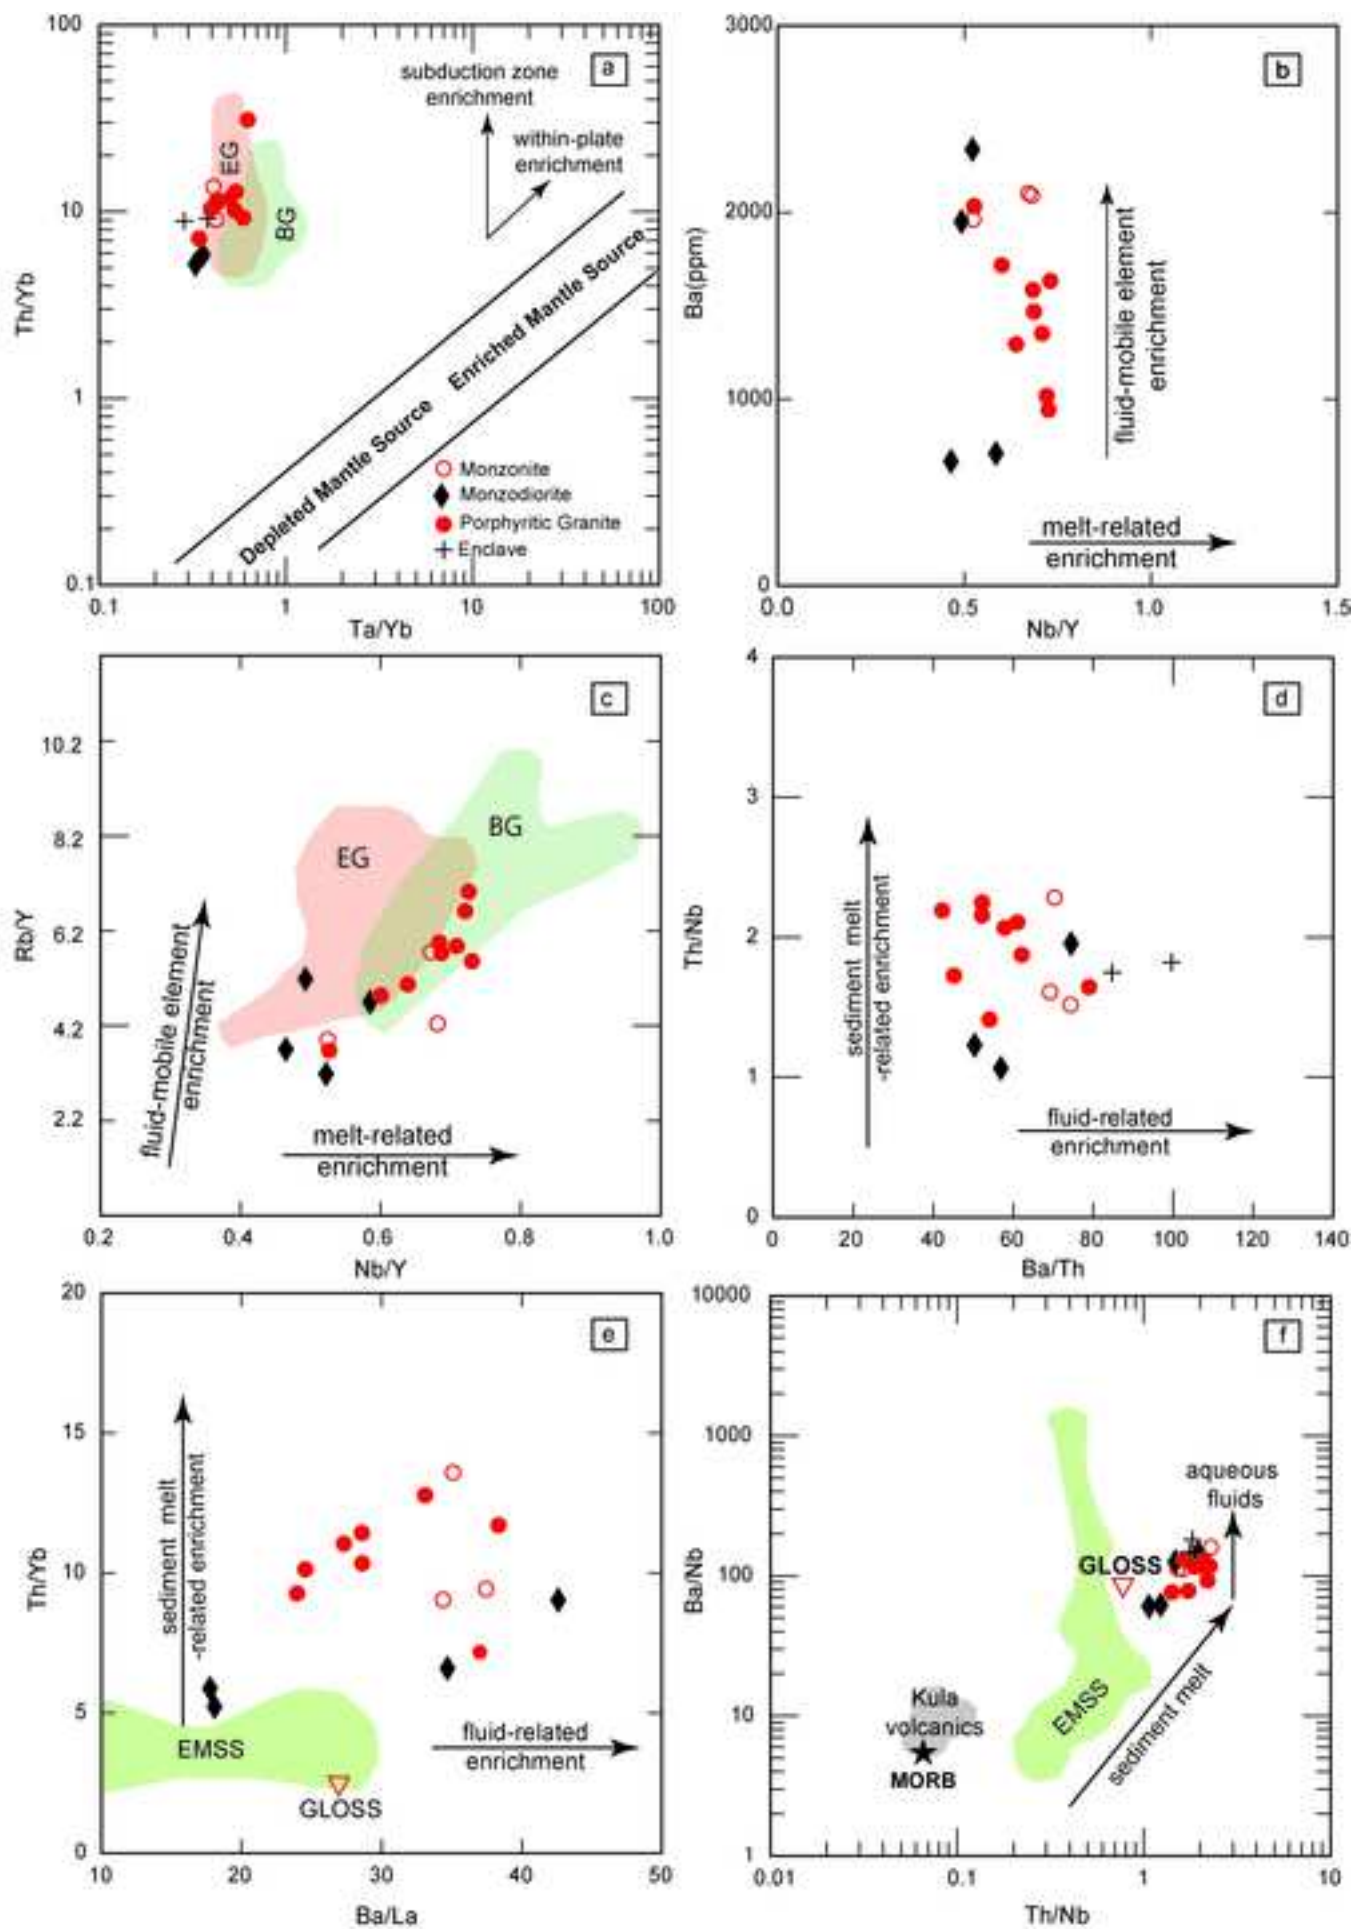 100
10
1
0.1
Th/Yb
a
subduction zone
enrichment
within-plate
enrichment
EG
BG
Depleted Mantle Source
Enriched Mantle Source
Monzonite
Monzodiorite
Porphyritic Granite
Enclave
0.1
1
10
100
Ta/Yb
3000
2000
1000
0
Ba(ppm)
b
fluid-mobile element
enrichment
melt-related
enrichment
0.0
0.5
1.0
1.5
Nb/Y
10.2
8.2
6.2
4.2
2.2
Rb/Y
c
EG
BG
fluid-mobile element
enrichment
melt-related
enrichment
0.2
0.4
0.6
0.8
1.0
Nb/Y
4
3
2
1
0
Th/Nb
d
sediment melt
-related enrichment
fluid-related
enrichment
0
20
40
60
80
100
120
140
Ba/Th
20
15
10
5
0
Th/Yb
e
sediment melt
-related enrichment
EMSS
GLOSS
fluid-related
enrichment
10
20
30
40
50
Ba/La
10000
1000
100
10
1
Ba/Nb
f
aqueous
fluids
GLOSS
Kula
volcanics
MORB
EMSS
sediment melt
0.01
0.1
1
10
Th/Nb